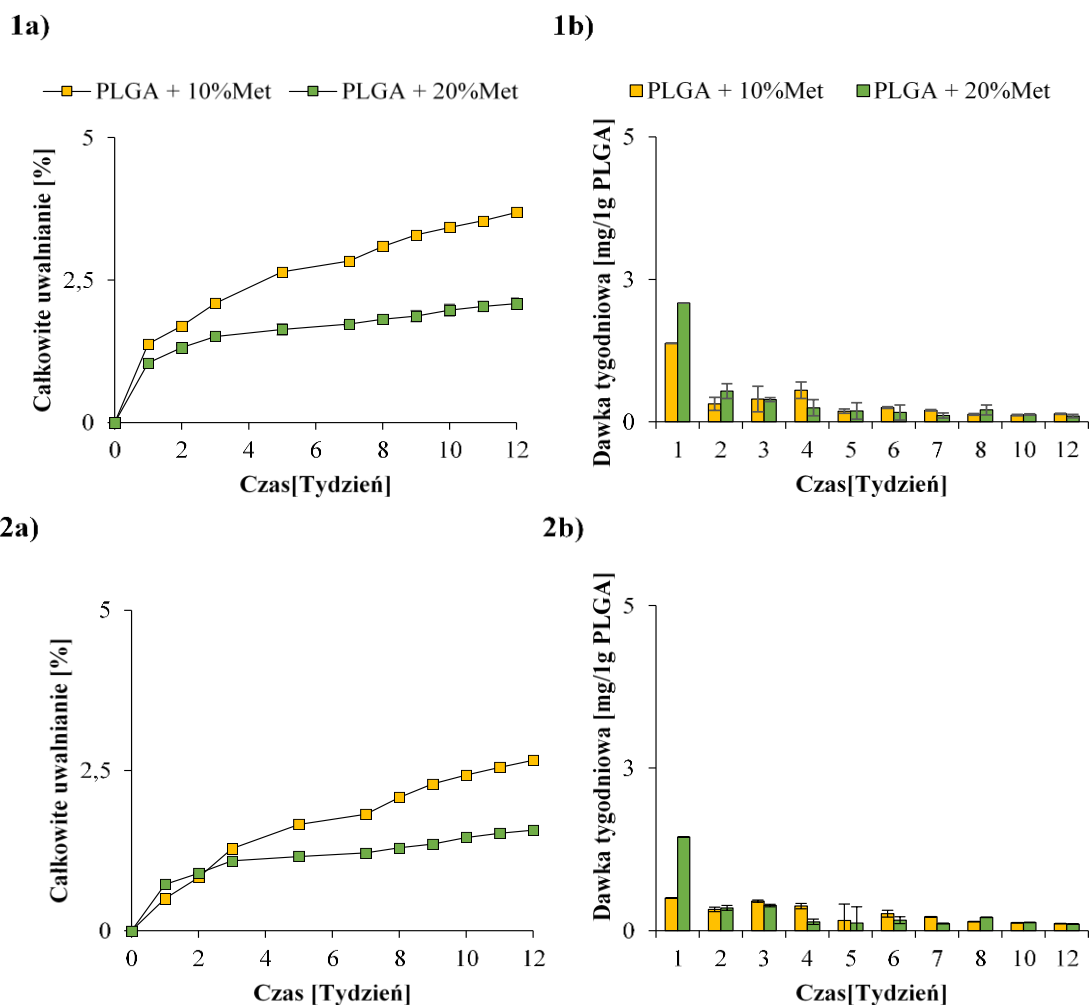 1a)
PLGA + 10%Met PLGA + 20%Met
Całkowite uwalnianie [%]
5
2,5
0
0 2 4 6 8 10 12
Czas[Tydzień]
1b)
PLGA + 10%Met PLGA + 20%Met
Dawka tygodniowa [mg/1g PLGA]
5
3
0
1 2 3 4 5 6 7 8 10 12
Czas[Tydzień]
2a)
Całkowite uwalnianie [%]
5
2,5
0
0 2 4 6 8 10 12
Czas [Tydzień]
2b)
Dawka tygodniowa [mg/1g PLGA]
5
3
0
1 2 3 4 5 6 7 8 10 12
Czas[Tydzień]